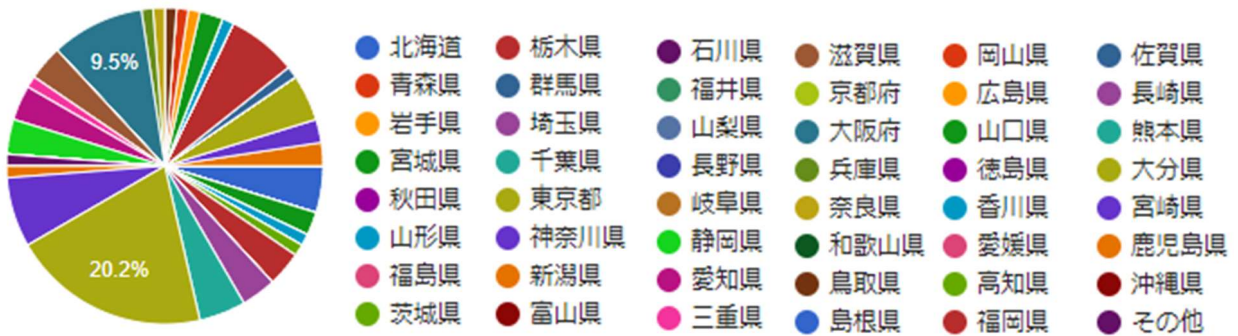 9.5%
20.2%
北海道
青森県
岩手県
宮城県
秋田県
山形県
福島県
茨城県
栃木県
群馬県
埼玉県
千葉県
東京都
神奈川県
新潟県
富山県
石川県
福井県
山梨県
長野県
岐阜県
静岡県
愛知県
三重県
滋賀県
京都府
大阪府
兵庫県
奈良県
和歌山県
鳥取県
島根県
岡山県
広島県
山口県
徳島県
香川県
愛媛県
高知県
福岡県
佐賀県
長崎県
熊本県
大分県
宮崎県
鹿児島県
沖縄県
その他